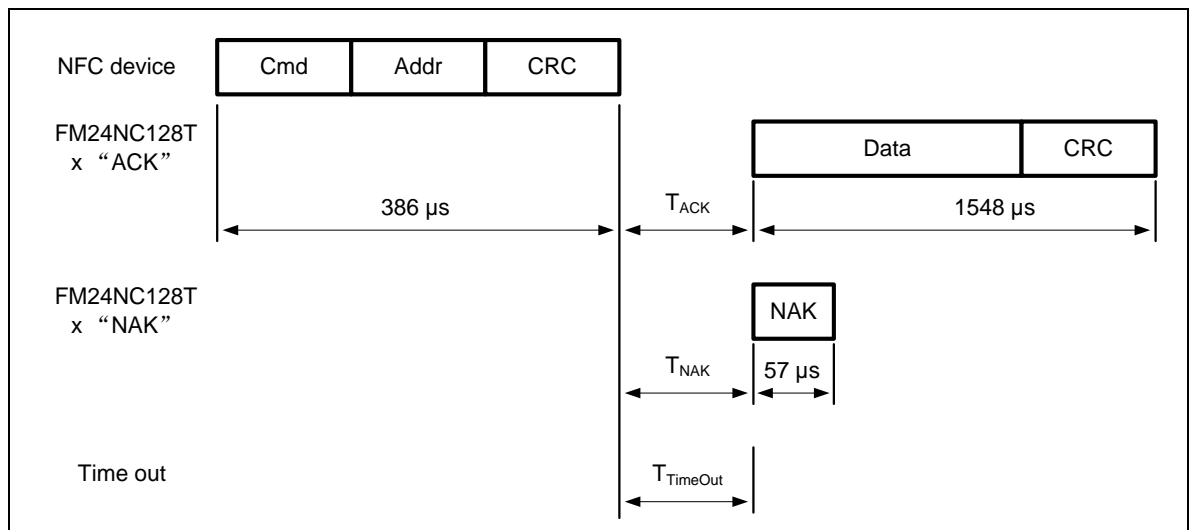 NFC device Cmd Addr CRC
FM24NC128T
x “ACK” Data CRC
386 µs TACK 1548 µs
FM24NC128T
x “NAK” NAK
TNAK 57 µs
Time out TTimeOut